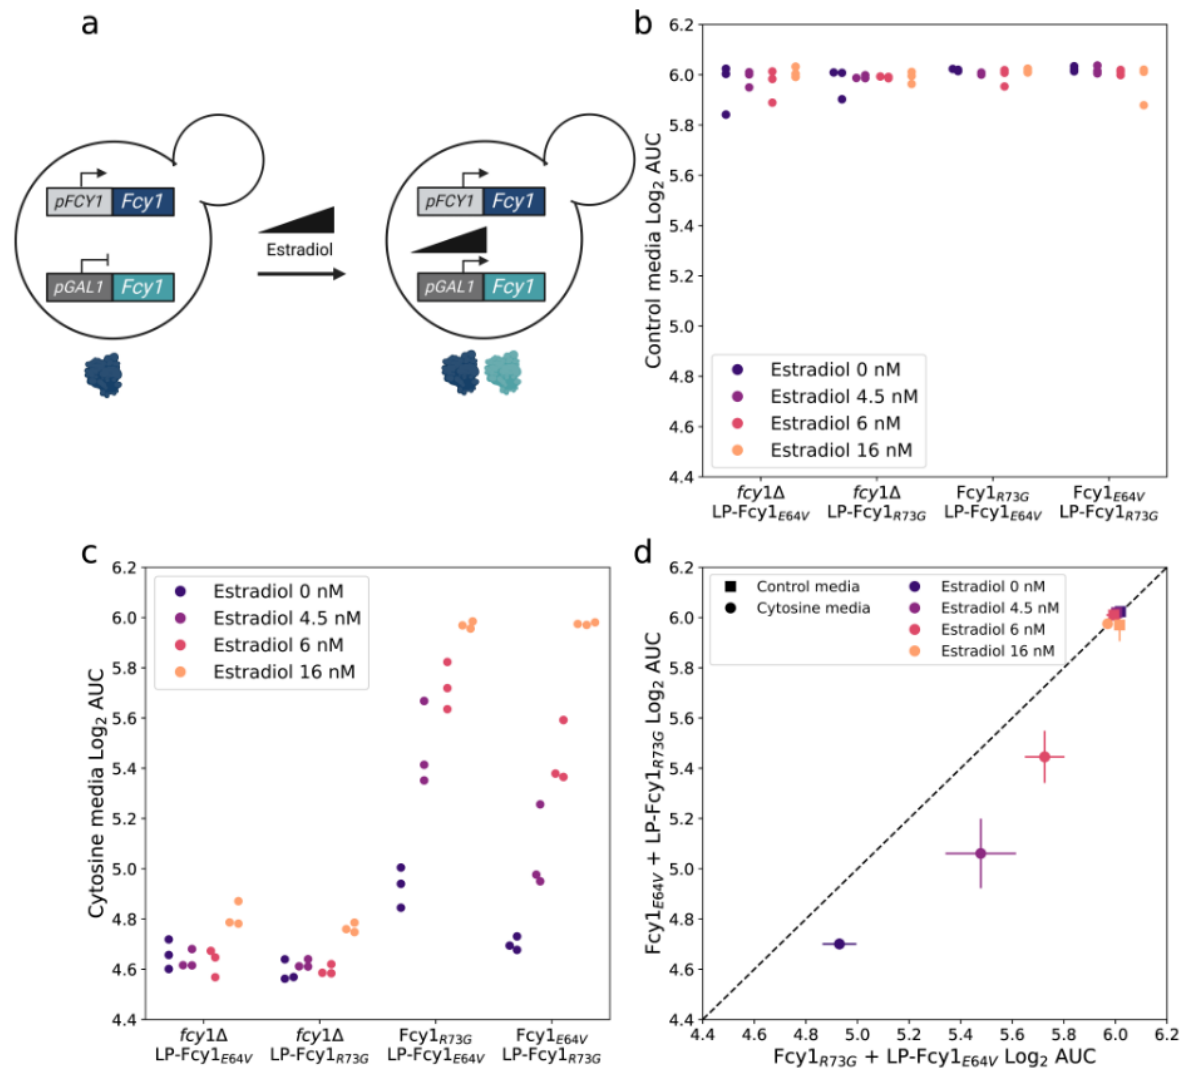 a
pFCY1 Fcy1
pGAL1 Fcy1
Estradiol
pFCY1 Fcy1
pGAL1 Fcy1
b
Control media Log2 AUC
6.2
6.0
5.8
5.6
5.4
5.2
5.0
4.8
4.6
4.4
Estradiol 0 nM
Estradiol 4.5 nM
Estradiol 6 nM
Estradiol 16 nM
fcy1Δ
LP-Fcy1E64V
fcy1Δ
LP-Fcy1R73G
Fcy1R73G
LP-Fcy1E64V
Fcy1E64V
LP-Fcy1R73G
c
Cytosine media Log2 AUC
6.2
6.0
5.8
5.6
5.4
5.2
5.0
4.8
4.6
4.4
Estradiol 0 nM
Estradiol 4.5 nM
Estradiol 6 nM
Estradiol 16 nM
fcy1Δ
LP-Fcy1E64V
fcy1Δ
LP-Fcy1R73G
Fcy1R73G
LP-Fcy1E64V
Fcy1E64V
LP-Fcy1R73G
d
Fcy1E64V + LP-Fcy1R73G Log2 AUC
6.2
6.0
5.8
5.6
5.4
5.2
5.0
4.8
4.6
4.4
Control media
Cytosine media
Estradiol 0 nM
Estradiol 4.5 nM
Estradiol 6 nM
Estradiol 16 nM
4.4 4.6 4.8 5.0 5.2 5.4 5.6 5.8 6.0 6.2
Fcy1R73G + LP-Fcy1E64V Log2 AUC